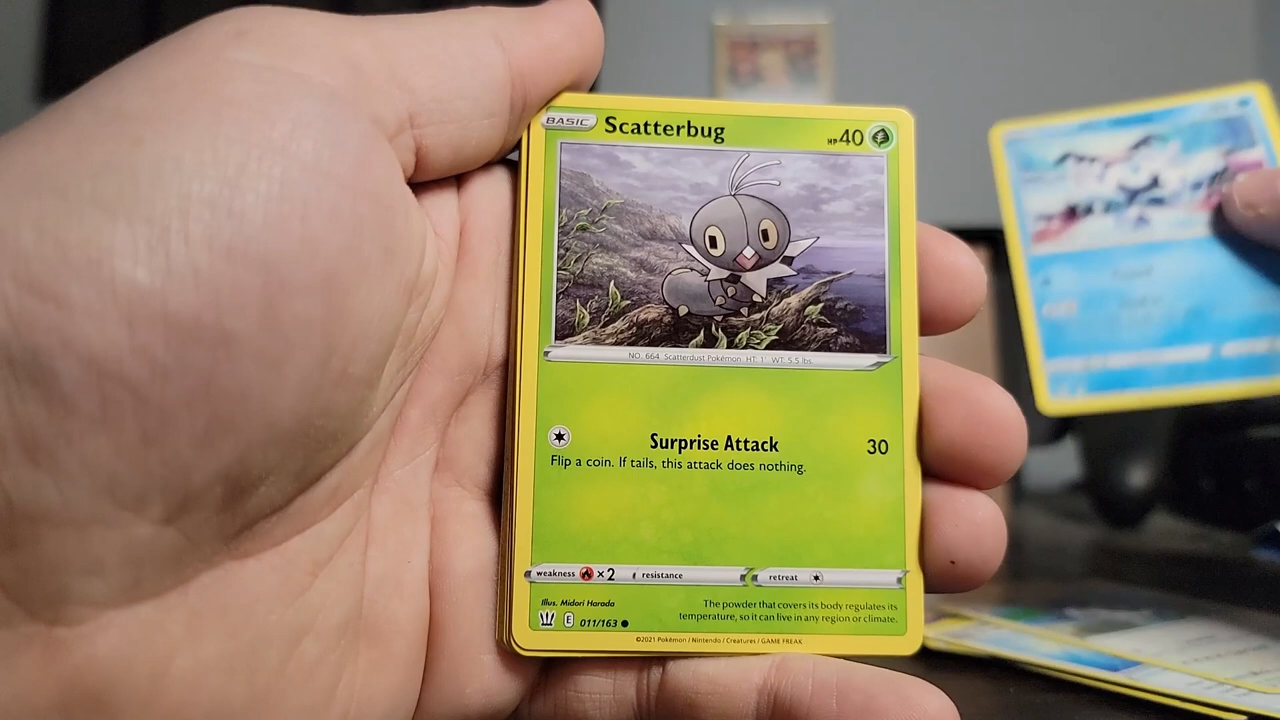 BASIC Scatterbug HP 40
NO. 664 Scatterdust Pokémon HT: 1' WT: 5.5 lbs.
Surprise Attack 30
Flip a coin. If tails, this attack does nothing.
weakness ×2 resistance retreat
Illus. Midori Harada
The powder that covers its body regulates its
temperature, so it can live in any region or climate.
E 011/163
©2021 Pokémon / Nintendo / Creatures / GAME FREAK